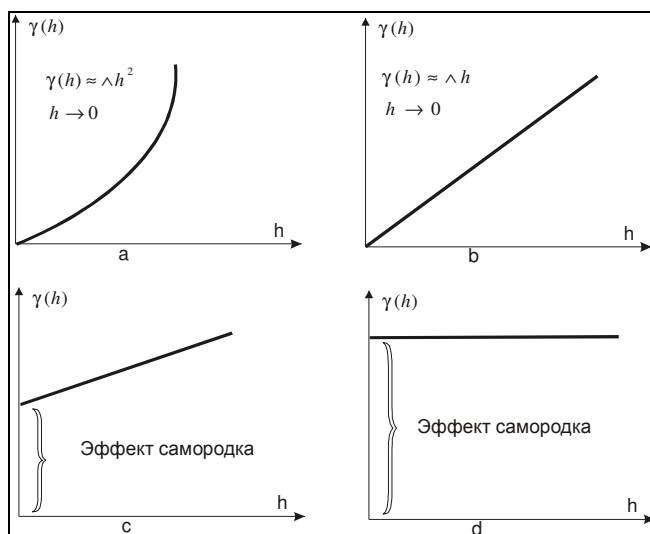 γ(h)
γ(h) ≈ ∧h²
h → 0
h
a
γ(h)
γ(h) ≈ ∧h
h → 0
h
b
γ(h)
Эффект самородка
h
c
γ(h)
Эффект самородка
h
d